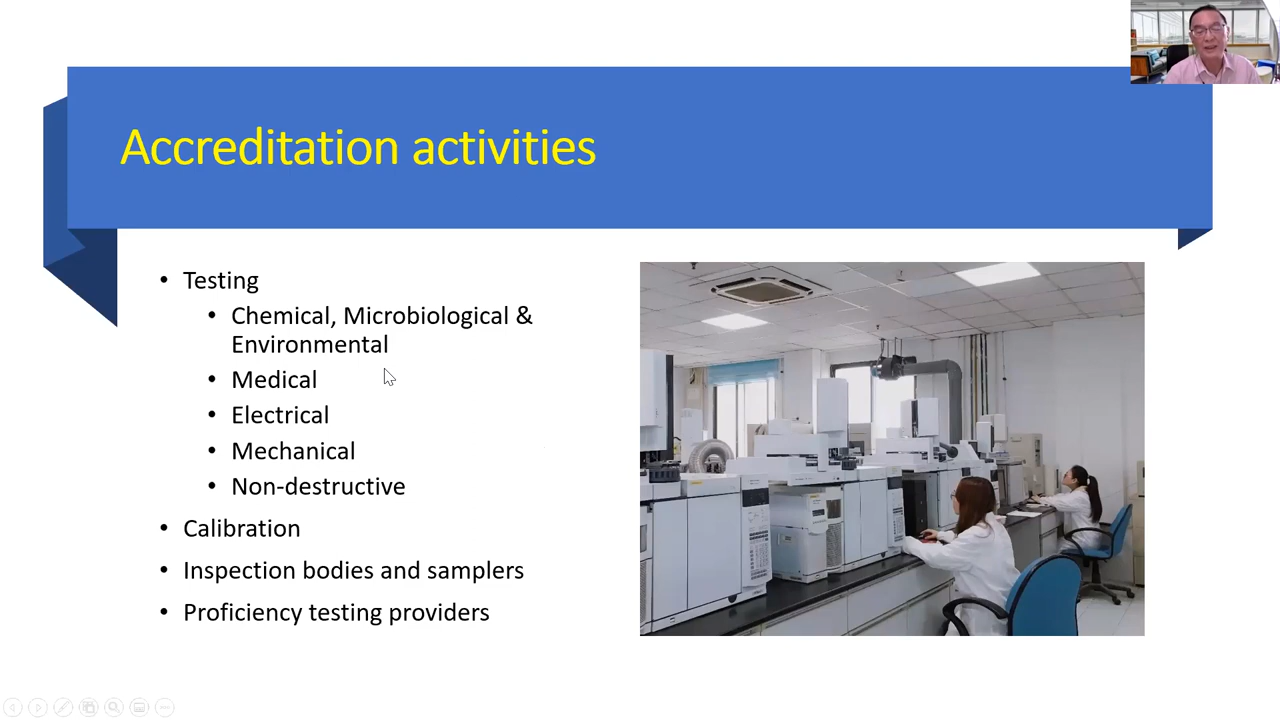 Accreditation activities
• Testing
• Chemical, Microbiological &
Environmental
• Medical
• Electrical
• Mechanical
• Non-destructive
• Calibration
• Inspection bodies and samplers
• Proficiency testing providers